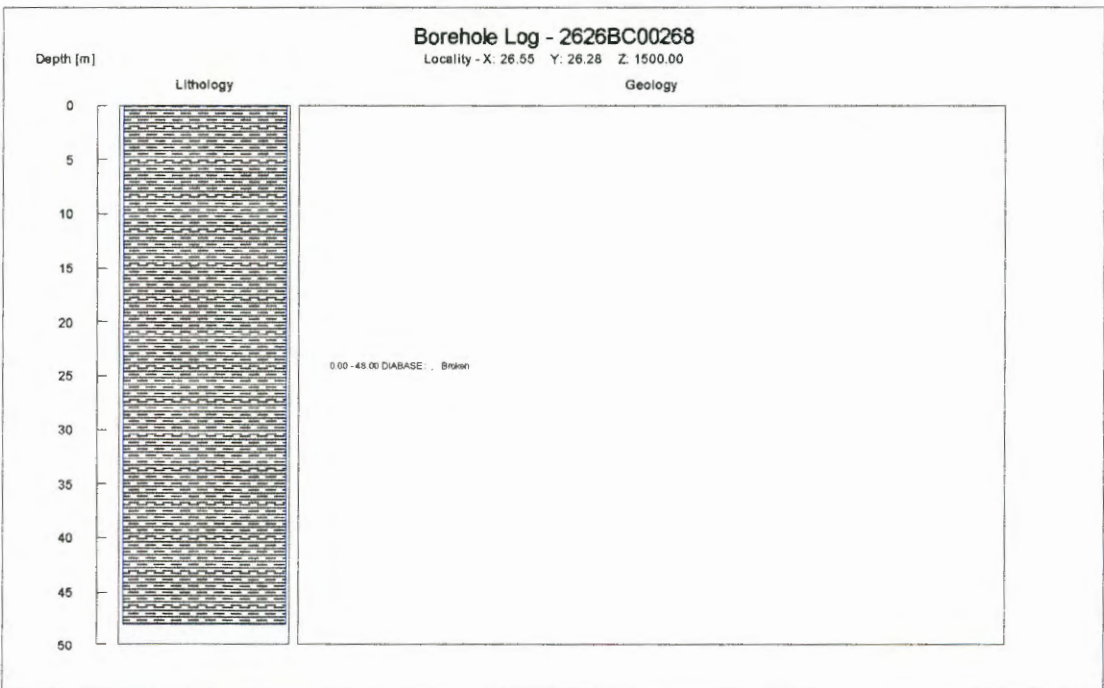 Borehole Log - 2626BC00268
Depth [m]
Locality - X: 26.55 Y: 26.28 Z: 1500.00
Lithology Geology
0
5
10
15
20
0.00 - 48.00 DIABASE: , Broken
25
30
35
40
45
50